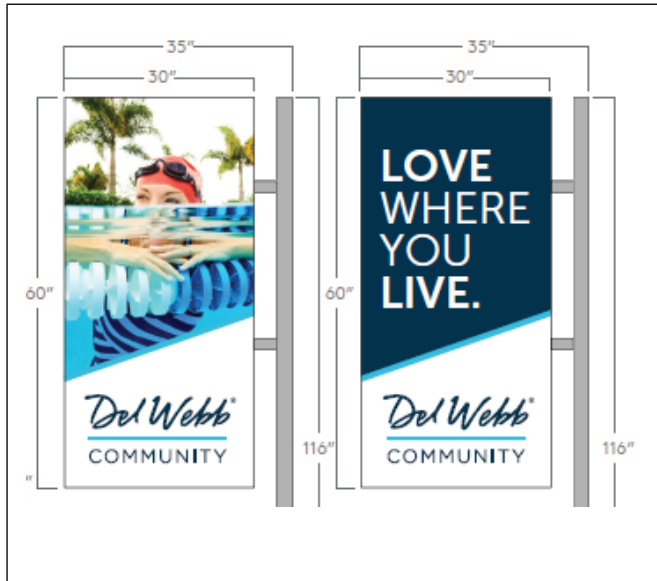 35"
30"
60"
Del Webb®
COMMUNITY
116"
"
35"
30"
LOVE
WHERE
YOU
LIVE.
60"
Del Webb®
COMMUNITY
116"